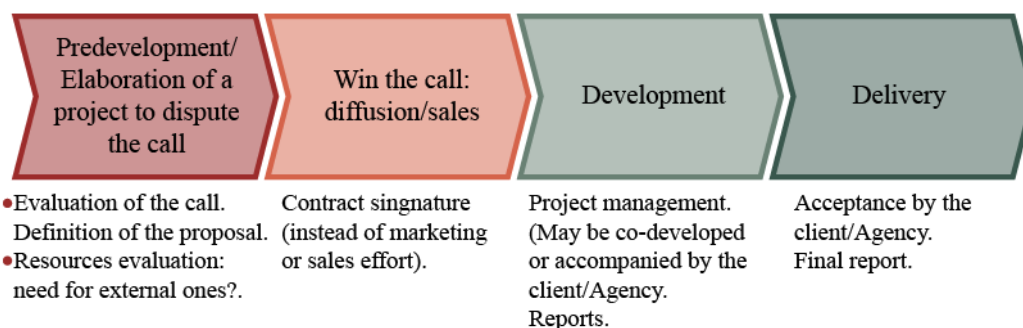 Predevelopment/
Elaboration of a
project to dispute
the call
Win the call:
diffusion/sales
Development
Delivery
•Evaluation of the call.
Definition of the proposal.
•Resources evaluation:
need for external ones?.
Contract singnature
(instead of marketing
or sales effort).
Project management.
(May be co-developed
or accompanied by the
client/Agency.
Reports.
Acceptance by the
client/Agency.
Final report.